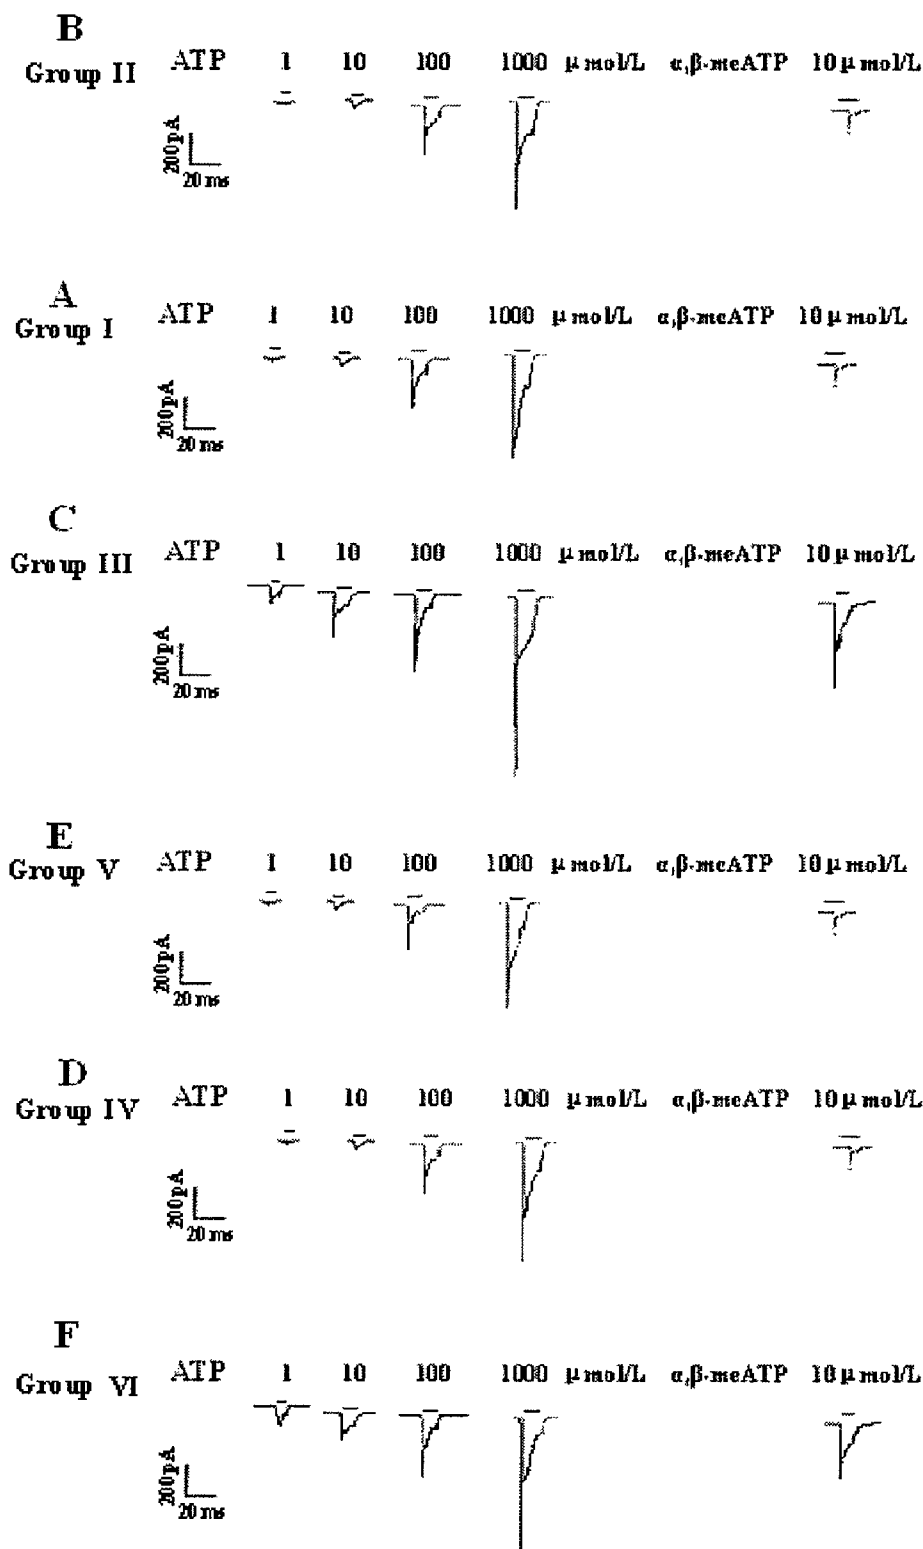 B
Group II ATP 1 10 100 1000 μmol/L α,β-meATP 10 μmol/L
200pA
20 ms
A
Group I ATP 1 10 100 1000 μmol/L α,β-meATP 10 μmol/L
200pA
20 ms
C
Group III ATP 1 10 100 1000 μmol/L α,β-meATP 10 μmol/L
200pA
20 ms
E
Group V ATP 1 10 100 1000 μmol/L α,β-meATP 10 μmol/L
200pA
20 ms
D
Group IV ATP 1 10 100 1000 μmol/L α,β-meATP 10 μmol/L
200pA
20 ms
F
Group VI ATP 1 10 100 1000 μmol/L α,β-meATP 10 μmol/L
200pA
20 ms